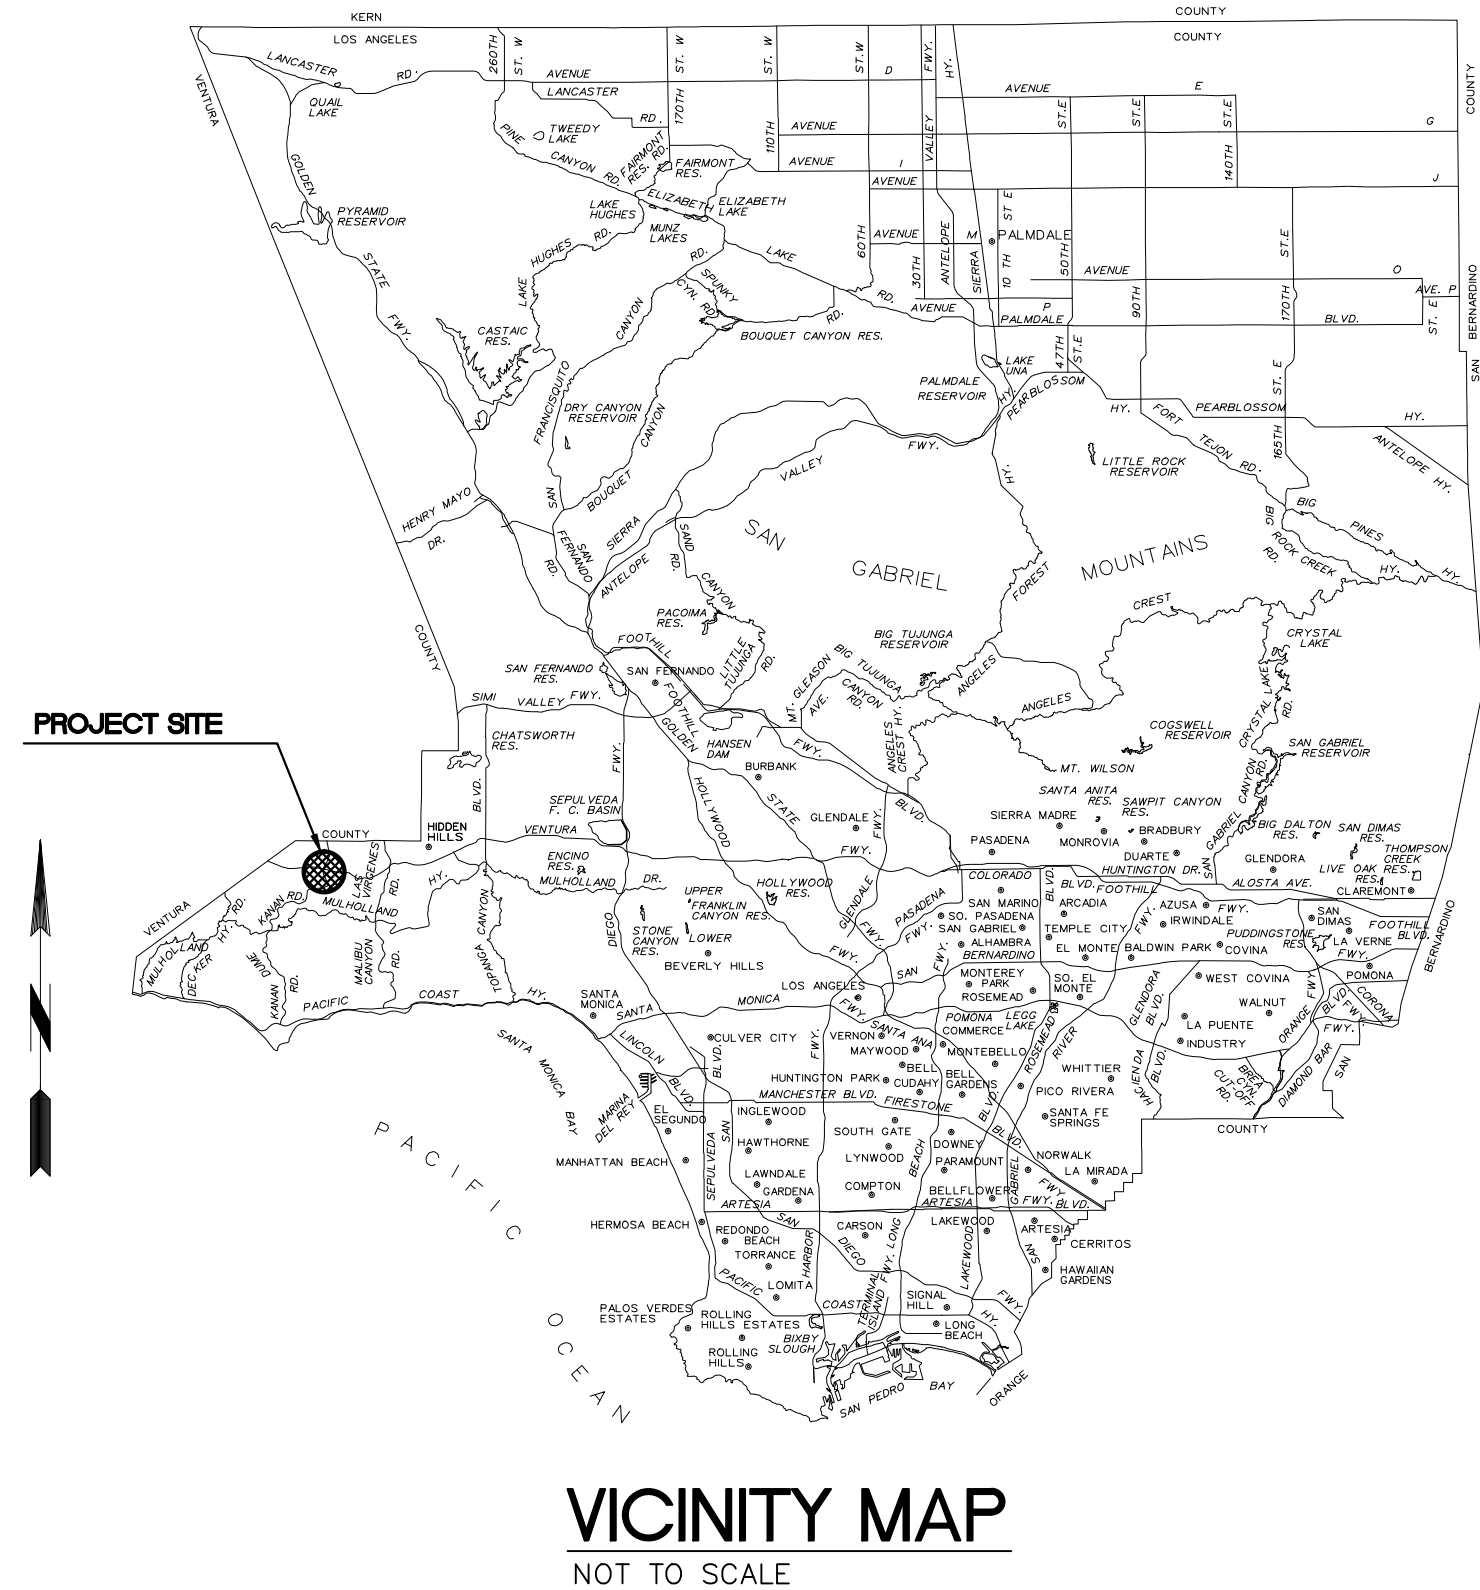 KERN
COUNTY
LOS ANGELES
COUNTY
VENTURA
LANCASTER
RD.
QUAIL
LAKE
260TH
ST. W
AVENUE
D
LANCASTER
RD.
170TH
ST. W
110TH
ST. W
ST.W
FWY.
HY.
AVENUE
E
ST.E
ST.E
ST.E
COUNTY
PINE
CANYON
RD.
TWEEDY
LAKE
FAIRMONT
RES. RD.
FAIRMONT
RES.
AVENUE
G
AVENUE
I
VALLEY
140TH
AVENUE
J
GOLDEN
PYRAMID
RESERVOIR
LAKE
HUGHES
ELIZABETH
ELIZABETH
LAKE
MUNZ
LAKES
LAKE
HUGHES
RD.
RD.
LAKE
RD.
60TH
AVENUE
M
PALMDALE
30TH
ANTELOPE
SIERRA
10 TH
ST E
50TH
AVENUE
O
AVE. P
ST. E
90TH
170TH
ST.E
AVENUE
P
PALMDALE
BLVD.
SAN
BERNARDINO
STATE
FWY.
CASTAIC
RES.
SPUNKY
CYN. RD.
BOUQUET CANYON RES.
RD.
CANYON
FRANCISQUITO
SAN
DRY CANYON
RESERVOIR
CANYON
BOUQUET
PALMDALE
RESERVOIR
LAKE
UNA
47TH
ST.E
HY.
PEARBLOSSOM
HY.
FORT
TEJON
RD.
PEARBLOSSOM
HY.
165TH
ST. E
ANTELOPE
HY.
FWY.
VALLEY
HY.
LITTLE ROCK
RESERVOIR
HENRY MAYO
DR.
SAN
FERNANDO
RD.
SIERRA
ANTELOPE
SAND
RD.
CANYON
SAN
GABRIEL
MOUNTAINS
BIG
PINES
HY.
BIG
ROCK CREEK
RD.
HY.
FOREST
CREST
COUNTY
PACOIMA
RES.
FOOTHILL
LITTLE
TUJUNGA
RD.
BIG TUJUNGA
RESERVOIR
CRYSTAL
LAKE
SAN FERNANDO
RES.
SAN FERNANDO
FOOTHILL
GOLDEN
MT. GLEASON
AVE.
BIG TUJUNGA
CANYON
RD.
ANGELES
ANGELES
ANGELES
CREST HY.
CRYSTAL LAKE
RD.
SIMI
VALLEY
FWY.
PROJECT SITE
CHATSWORTH
RES.
FWY.
HANSEN
DAM
FWY.
COGSWELL
RESERVOIR
SAN GABRIEL
RESERVOIR
BURBANK
MT. WILSON
BLVD.
SEPULVEDA
F. C. BASIN
HOLLYWOOD
STATE
GLENDALE
FWY.
BLVD.
SANTA ANITA
RES.
SAWPIT CANYON
RES.
SIERRA MADRE
MONROVIA
BRADBURY
DUARTE
SAN GABRIEL CANYON RD.
BIG DALTON
RES.
SAN DIMAS
RES.
THOMPSON
CREEK
RES.
LIVE OAK RES.
COUNTY
HIDDEN
HILLS
VENTURA
FWY.
PASADENA
GLENDORA
HUNTINGTON DR.
ALOSTA AVE.
CLAREMONT
ENCINO
RES.
MULHOLLAND
DR.
COLORADO
BLVD.
BLVD.
FOOTHILL
LAS
VIRGENES
RD.
HY.
KANAN RD.
MULHOLLAND
UPPER
FRANKLIN
CANYON RES.
HOLLYWOOD
RES.
GLENDALE
FWY.
PASADENA
FWY.
SAN MARINO
ARCADIA
AZUSA
FWY.
SAN
DIMAS
FOOTHILL
BLVD.
SO. PASADENA
SAN GABRIEL
TEMPLE CITY
IRWINDALE
FWY.
PUDDINGSTONE
RES.
LA VERNE
VENTURA
MULHOLLAND
HY.
RD.
DECKER
KANAN DUME
RD.
MALIBU
CANYON
RD.
TOPANGA CANYON
DIEGO
STONE
CANYON
RES.
LOWER
BEVERLY HILLS
FWY.
ALHAMBRA
BERNARDINO
EL MONTE
BALDWIN PARK
COVINA
FWY.
POMONA
BERNARDINO
PACIFIC
COAST
HY.
SANTA
MONICA
SANTA
MONICA
FWY.
LOS ANGELES
SAN
FWY.
MONTEREY
PARK
ROSEMEAD
SO. EL
MONTE
WEST COVINA
WALNUT
GLENDORA
BLVD.
ORANGE
FWY
BLVD.
CORONA
FWY.
FWY.
SANTA MONICA BAY
LINCOLN
BLVD.
CULVER CITY
BLVD.
FWY.
VERNON
SANTA ANA
MAYWOOD
POMONA
COMMERCE
LEGG
LAKE
ROSEMEAD
RIVER
LA PUENTE
INDUSTRY
MONTEBELLO
BELL
WHITTIER
HACIENDA
BLVD.
BREA
CYN.
CUT-OFF
RD.
DIAMOND BAR
SAN
MARINA
DEL REY
HUNTINGTON PARK
CUDAHY
BELL
GARDENS
PICO RIVERA
MANCHESTER BLVD.
FIRESTONE
BLVD.
BLVD.
EL
SEGUNDO
INGLEWOOD
SANTA FE
SPRINGS
COUNTY
SAN
HAWTHORNE
SOUTH GATE
LYNWOOD
DOWNEY
NORWALK
MANHATTAN BEACH
SEPULVEDA
LAWNDALE
GARDENA
COMPTON
BEACH
PARAMOUNT
LA MIRADA
GABRIEL
FWY.
BELLFLOWER
ARTESIA
ARTESIA
FWY.
BLVD.
HERMOSA BEACH
REDONDO
BEACH
SAN
DIEGO
CARSON
LAKEWOOD
ARTESIA
CERRITOS
TORRANCE
HARBOR
LONG
FWY.
LAKEWOOD
SAN
HAWAIIAN
GARDENS
PACIFIC
LOMITA
COAST
TERMINAL
ISLAND
SIGNAL
HILL
FWY.
HY.
PALOS VERDES
ESTATES
ROLLING
HILLS ESTATES
BIXBY
SLOUGH
LONG
BEACH
ROLLING
HILLS
SAN PEDRO
BAY
ORANGE
PACIFIC
OCEAN
N
VICINITY MAP
NOT TO SCALE